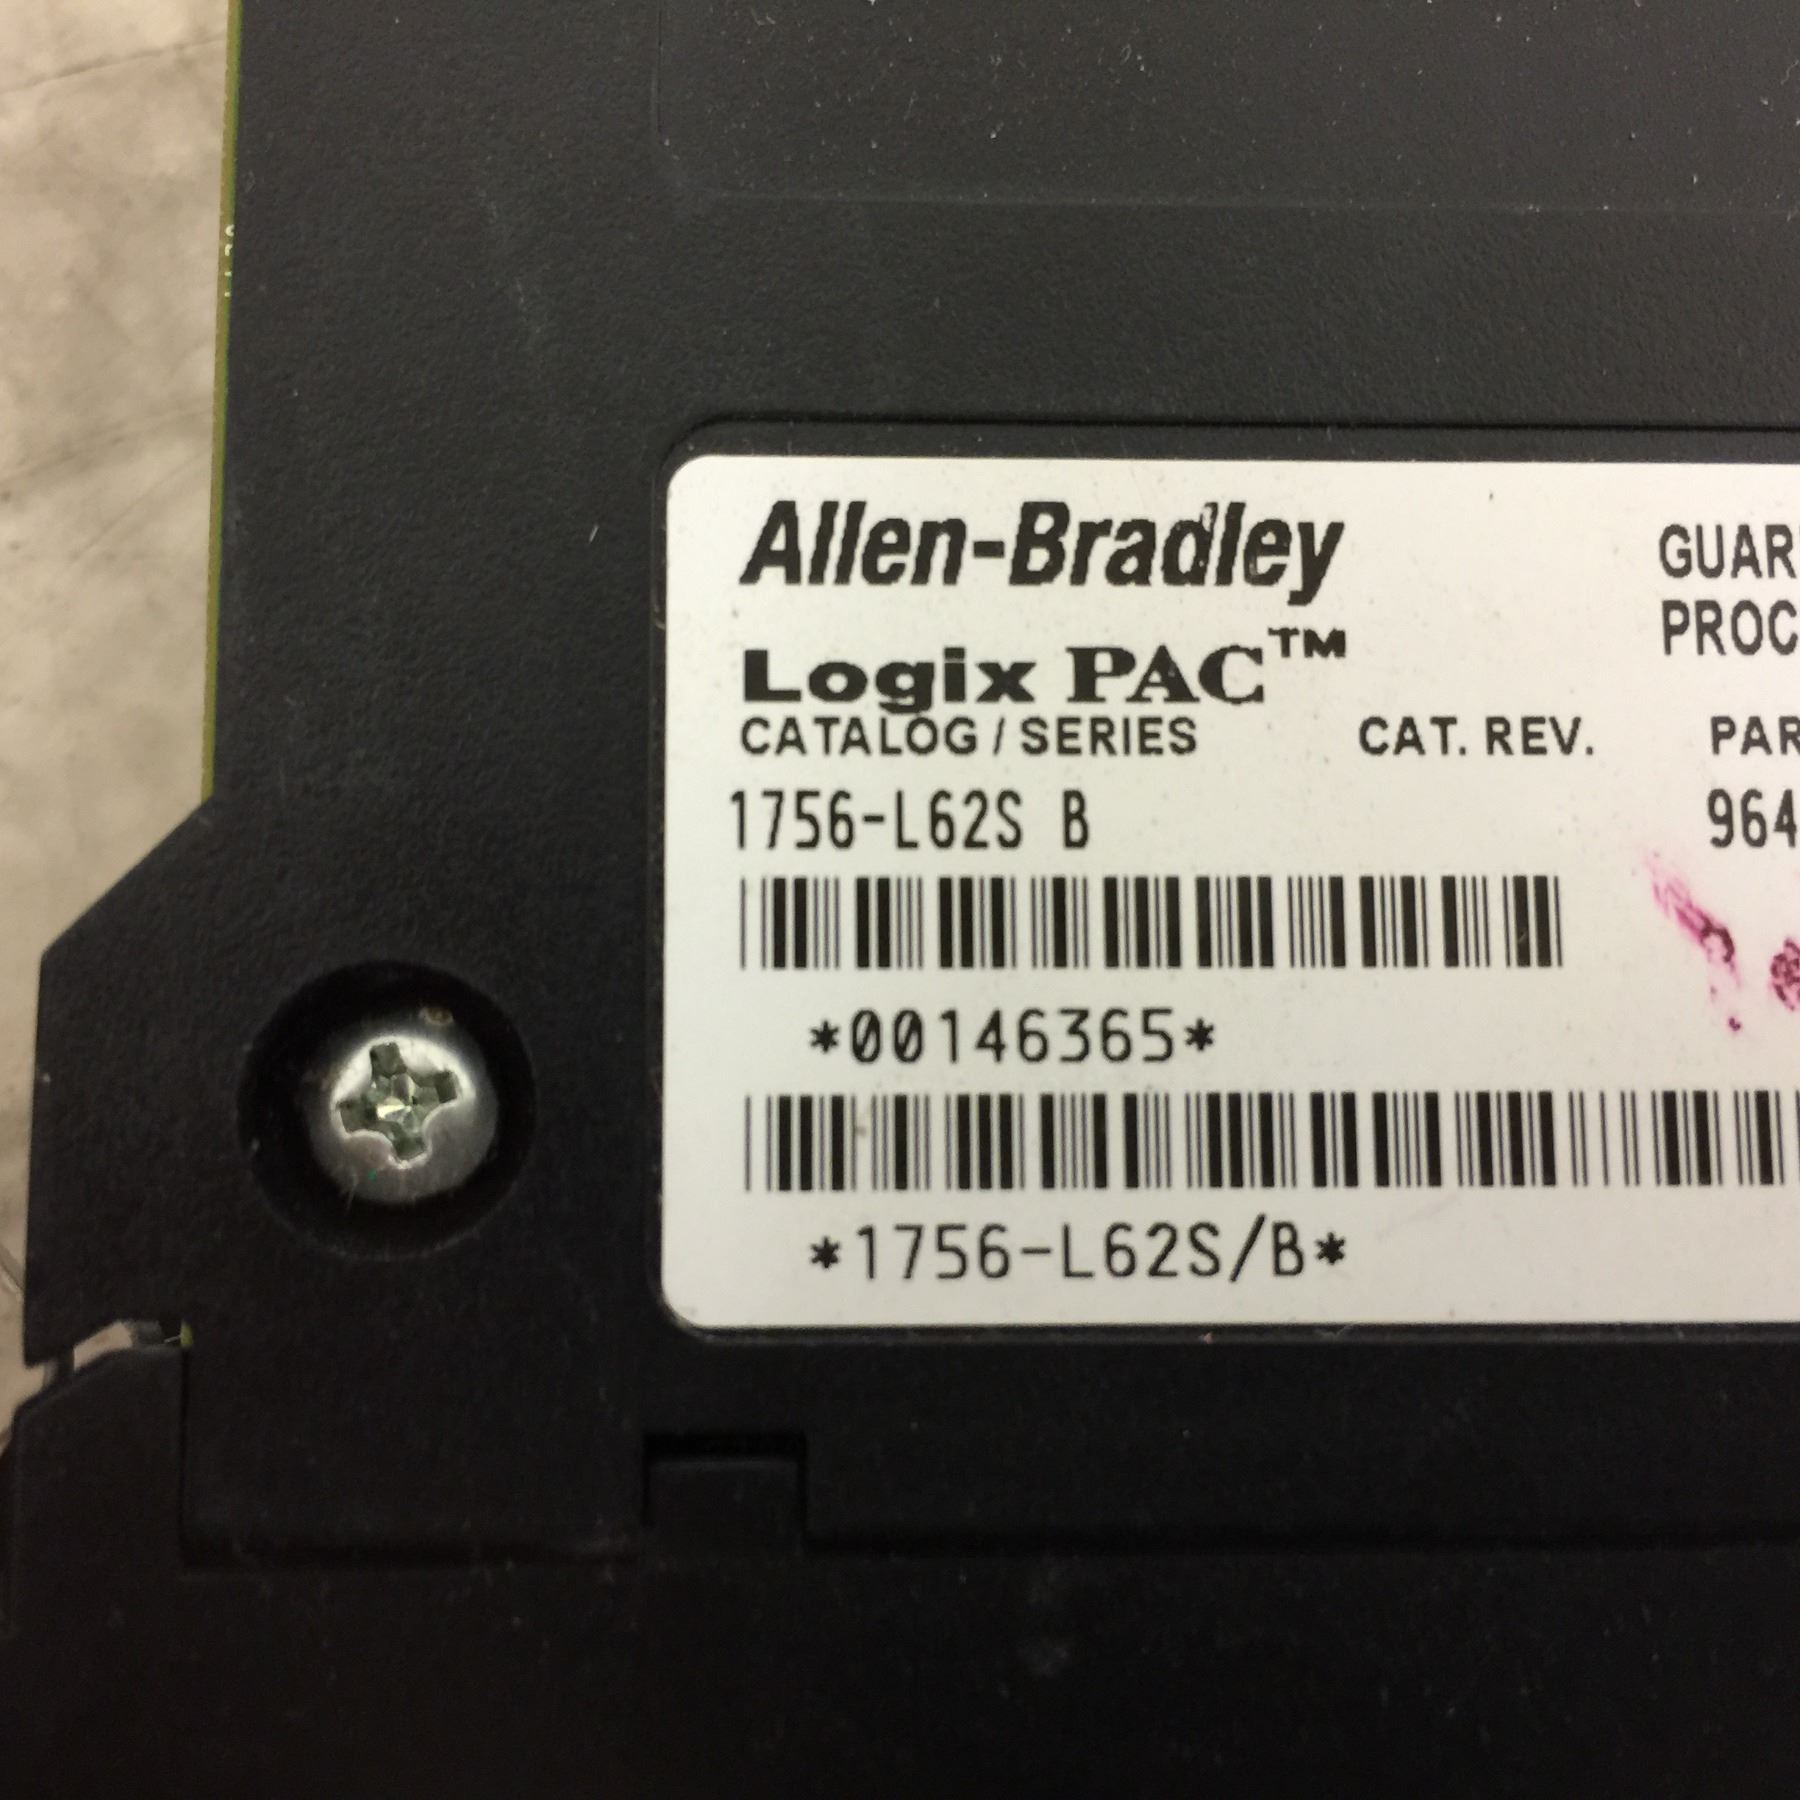 Allen-Bradley
GUAR
Logix PAC™
PROC
CATALOG / SERIES CAT. REV. PAR
1756-L62S B 964
*00146365*
*1756-L62S/B*